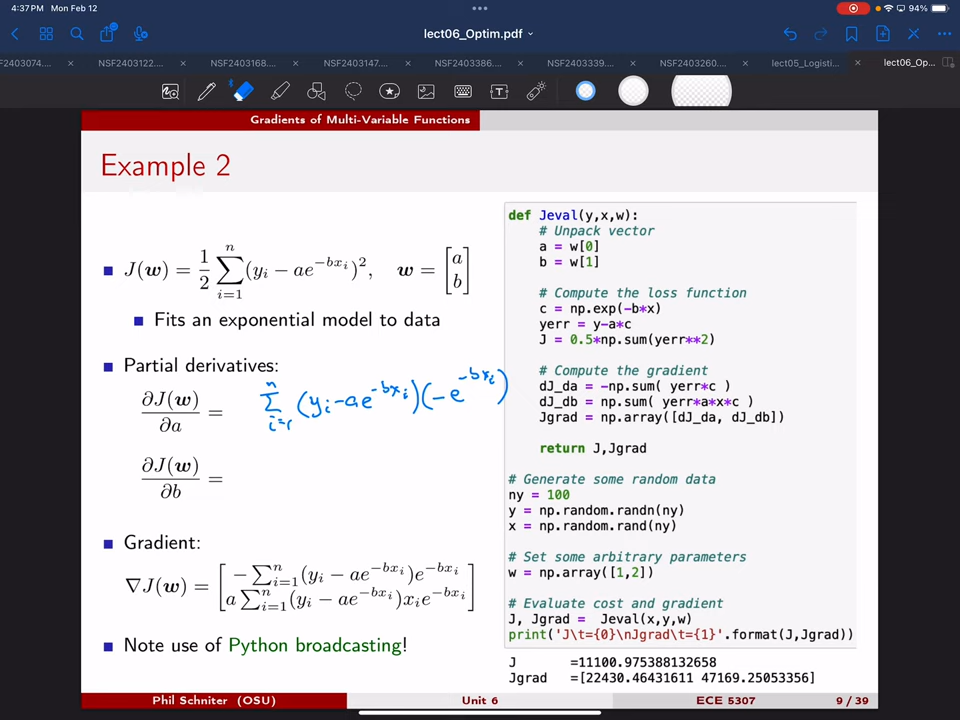 4:37 PM Mon Feb 12
94%
lect06_Optim.pdf
F2403074....
NSF2403122....
NSF2403168....
NSF2403147....
NSF2403386....
NSF2403339....
NSF2403260....
lect05_Logisti...
lect06_Op...
Gradients of Multi-Variable Functions
Example 2
J(w) = 1/2 ∑_{i=1}^{n} (y_i − ae^{−bx_i})^2, w = [a b]
Fits an exponential model to data
Partial derivatives:
∂J(w)/∂a = ∑_{i=1}^{n} (y_i − ae^{−bx_i})(−e^{−bx_i})
∂J(w)/∂b =
Gradient:
∇J(w) = [−∑_{i=1}^{n}(y_i − ae^{−bx_i})e^{−bx_i}
a∑_{i=1}^{n}(y_i − ae^{−bx_i})x_i e^{−bx_i}]
Note use of Python broadcasting!
def Jeval(y,x,w):
# Unpack vector
a = w[0]
b = w[1]
# Compute the loss function
c = np.exp(-b*x)
yerr = y-a*c
J = 0.5*np.sum(yerr**2)
# Compute the gradient
dJ_da = -np.sum( yerr*c )
dJ_db = np.sum( yerr*a*x*c )
Jgrad = np.array([dJ_da, dJ_db])
return J,Jgrad
# Generate some random data
ny = 100
y = np.random.randn(ny)
x = np.random.rand(ny)
# Set some arbitrary parameters
w = np.array([1,2])
# Evaluate cost and gradient
J, Jgrad = Jeval(x,y,w)
print('J\t={0}\nJgrad\t={1}'.format(J,Jgrad))
J =11100.975388132658
Jgrad =[22430.46431611 47169.25053356]
Phil Schniter (OSU)
Unit 6
ECE 5307
9 / 39